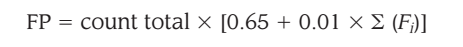 FP = count total × [0.65 + 0.01 × Σ (Fi)]